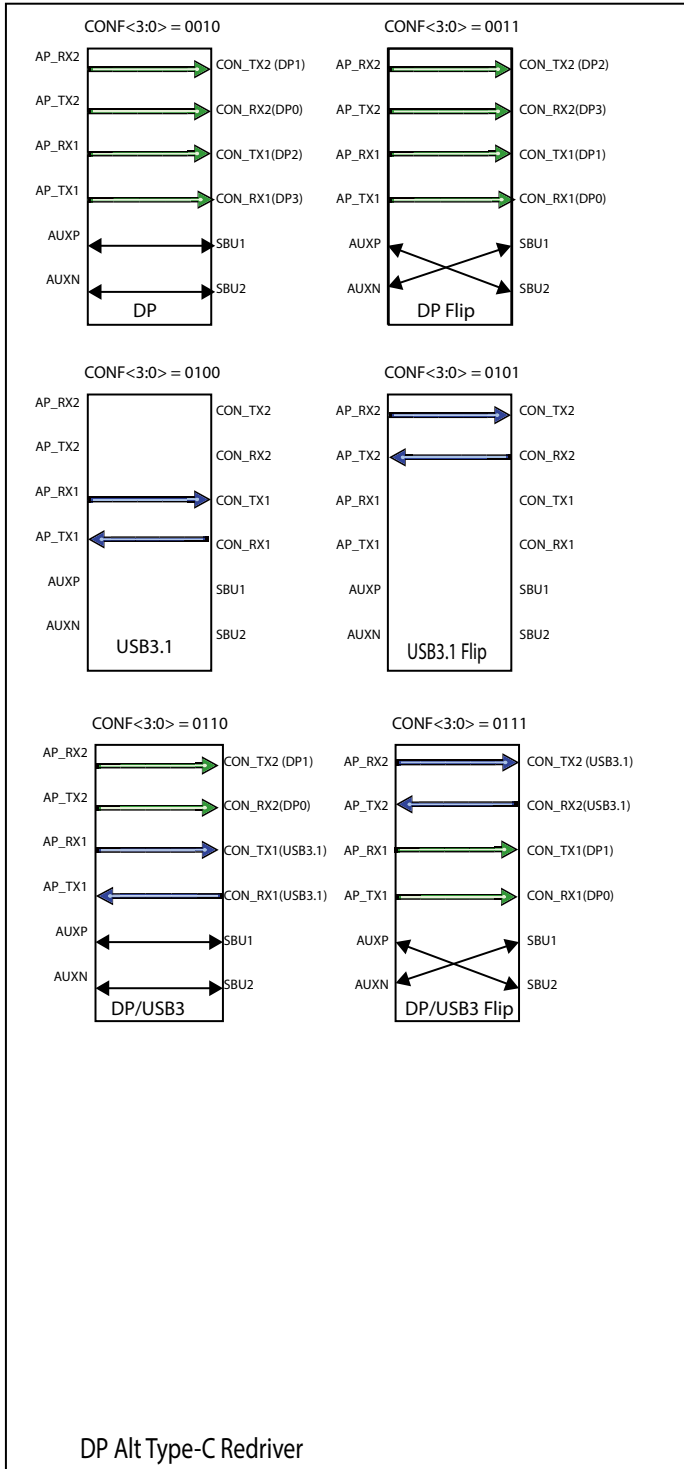 CONF<3:0> = 0010
AP_RX2
CON_TX2 (DP1)
AP_TX2
CON_RX2(DP0)
AP_RX1
CON_TX1(DP2)
AP_TX1
CON_RX1(DP3)
AUXP
SBU1
AUXN
SBU2
DP
CONF<3:0> = 0011
AP_RX2
CON_TX2 (DP2)
AP_TX2
CON_RX2(DP3)
AP_RX1
CON_TX1(DP1)
AP_TX1
CON_RX1(DP0)
AUXP
SBU1
AUXN
SBU2
DP Flip
CONF<3:0> = 0100
AP_RX2
CON_TX2
AP_TX2
CON_RX2
AP_RX1
CON_TX1
AP_TX1
CON_RX1
AUXP
SBU1
AUXN
SBU2
USB3.1
CONF<3:0> = 0101
AP_RX2
CON_TX2
AP_TX2
CON_RX2
AP_RX1
CON_TX1
AP_TX1
CON_RX1
AUXP
SBU1
AUXN
SBU2
USB3.1 Flip
CONF<3:0> = 0110
AP_RX2
CON_TX2 (DP1)
AP_TX2
CON_RX2(DP0)
AP_RX1
CON_TX1(USB3.1)
AP_TX1
CON_RX1(USB3.1)
AUXP
SBU1
AUXN
SBU2
DP/USB3
CONF<3:0> = 0111
AP_RX2
CON_TX2 (USB3.1)
AP_TX2
CON_RX2(USB3.1)
AP_RX1
CON_TX1(DP1)
AP_TX1
CON_RX1(DP0)
AUXP
SBU1
AUXN
SBU2
DP/USB3 Flip
DP Alt Type-C Redriver